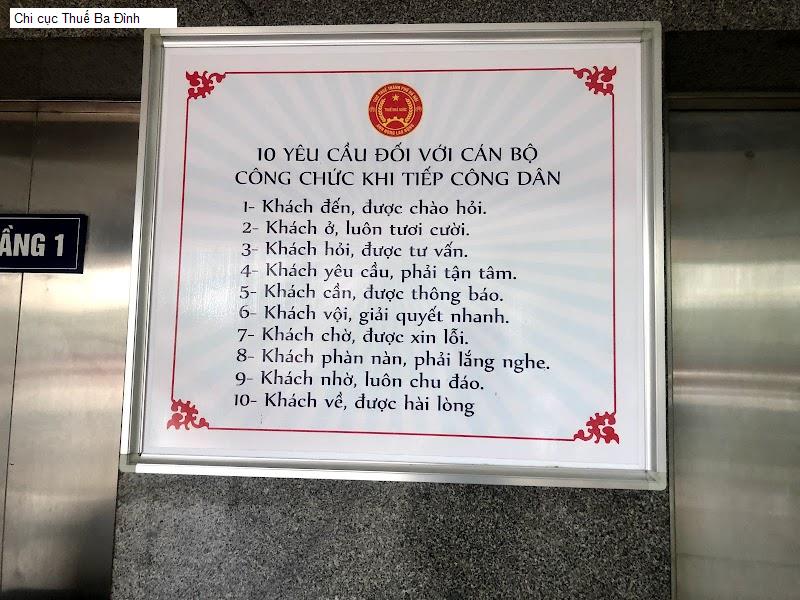 Chi cục Thuế Ba Đình
TẦNG 1
THUẾ NHÀ NƯỚC
10 YÊU CẦU ĐỐI VỚI CÁN BỘ
CÔNG CHỨC KHI TIẾP CÔNG DÂN
1- Khách đến, được chào hỏi.
2- Khách ở, luôn tươi cười.
3- Khách hỏi, được tư vấn.
4- Khách yêu cầu, phải tận tâm.
5- Khách cần, được thông báo.
6- Khách vội, giải quyết nhanh.
7- Khách chờ, được xin lỗi.
8- Khách phàn nàn, phải lắng nghe.
9- Khách nhờ, luôn chu đáo.
10- Khách về, được hài lòng